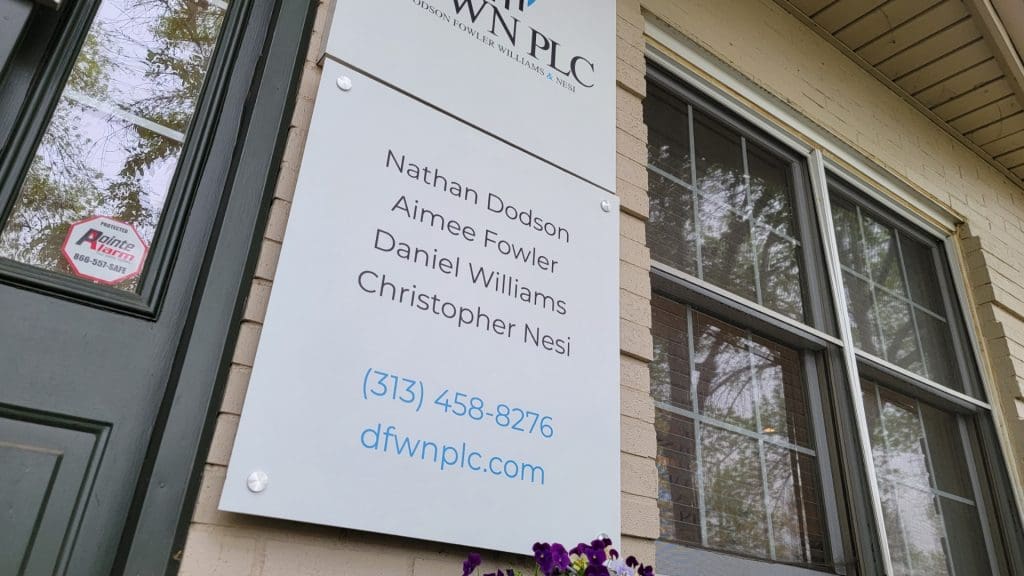 WN PLC
DODSON FOWLER WILLIAMS & NESI
Nathan Dodson
Aimee Fowler
Daniel Williams
Christopher Nesi
(313) 458-8276
dfwnplc.com
PROTECTED
Pointe
Alarm
866-557-SAFE